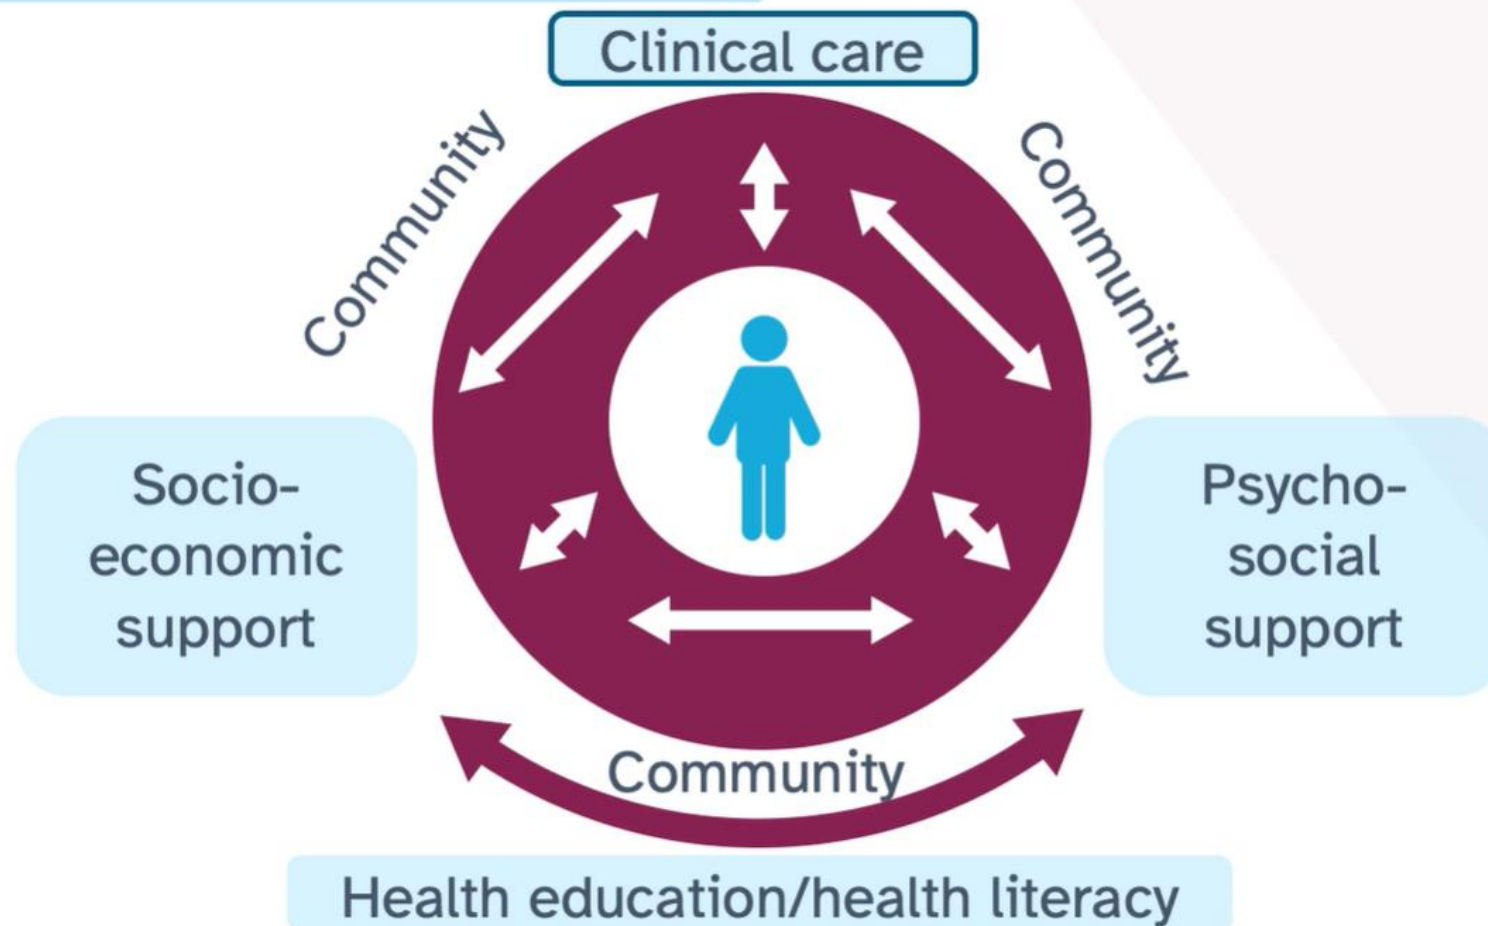 Clinical care
Community
Community
Socio-
economic
support
Psycho-
social
support
Community
Health education/health literacy